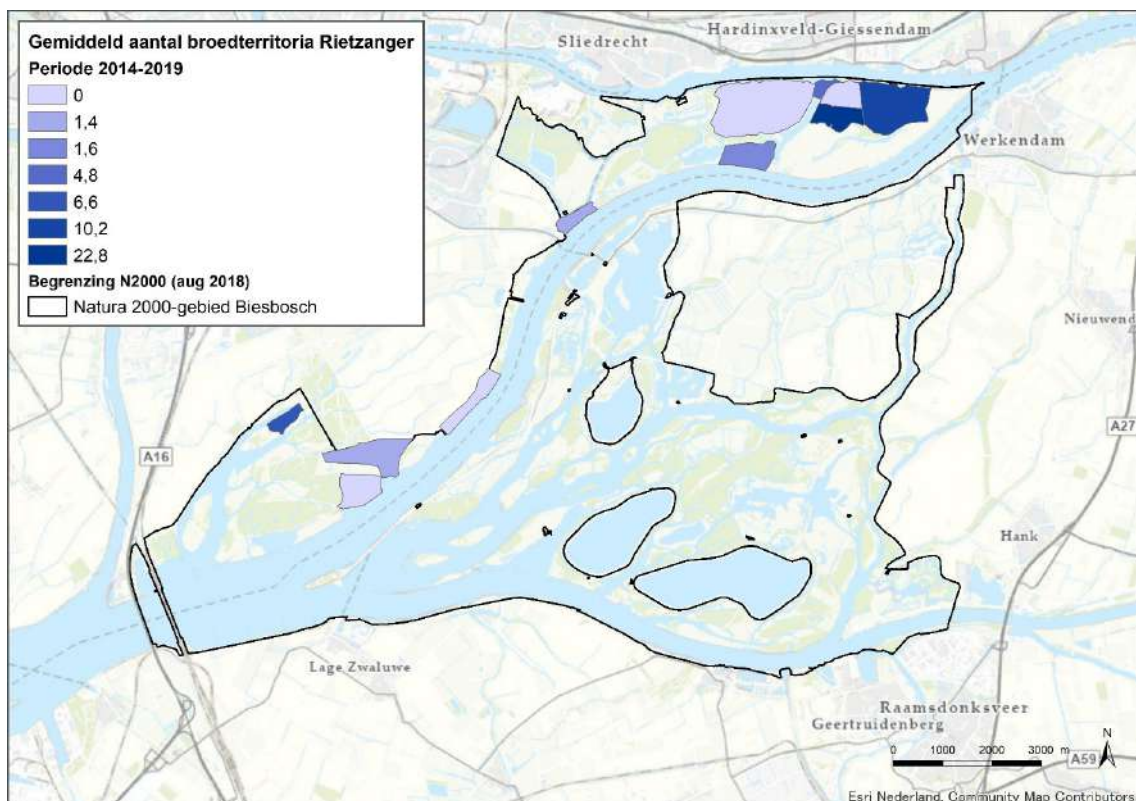 Gemiddeld aantal broedterritoria Rietzanger
Periode 2014-2019
0
1,4
1,6
4,8
6,6
10,2
22,8
Begrenzing N2000 (aug 2018)
Natura 2000-gebied Biesbosch
Hardinxveld-Giessendam
Sliedrecht
Werkendam
Nieuwend
A27
A16
Hank
Lage Zwaluwe
Raamsdonksveer
Geertruidenberg
N
0 1000 2000 3000 m
A59
Esri Nederland, Community Map Contributors